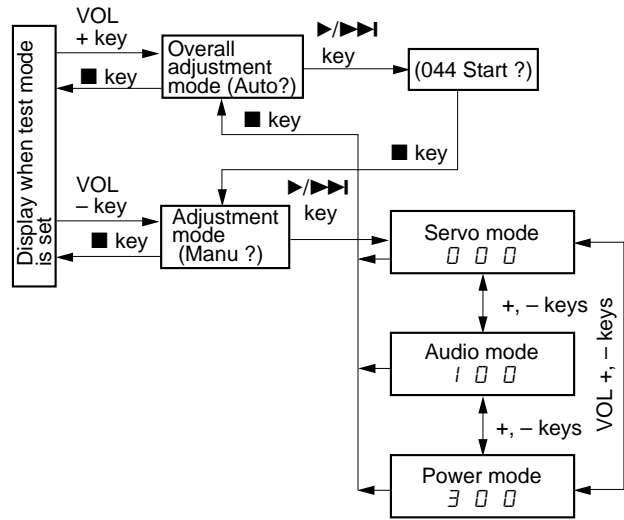 Display when test mode
is set
VOL
+ key
■ key
Overall
adjustment
mode (Auto?)
▶/▶▶I
key
(044 Start ?)
■ key
■ key
VOL
– key
■ key
Adjustment
mode
(Manu ?)
▶/▶▶I
key
Servo mode
0 0 0
+, – keys
Audio mode
1 0 0
+, – keys
Power mode
3 0 0
VOL +, – keys